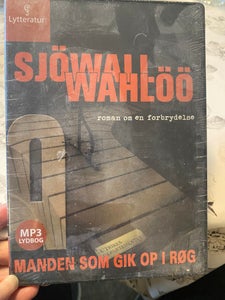 Lytteratur
SJÖWALL
WAHLÖÖ
roman om en forbrydelse
MP3
LYDBOG
MANDEN SOM GIK OP I RØG